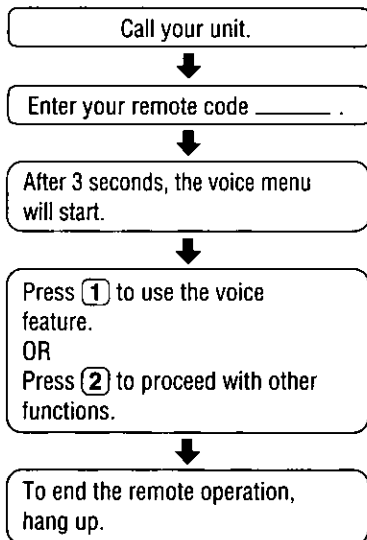 Call your unit.
Enter your remote code ______ .
After 3 seconds, the voice menu
will start.
Press 1 to use the voice
feature.
OR
Press 2 to proceed with other
functions.
To end the remote operation,
hang up.